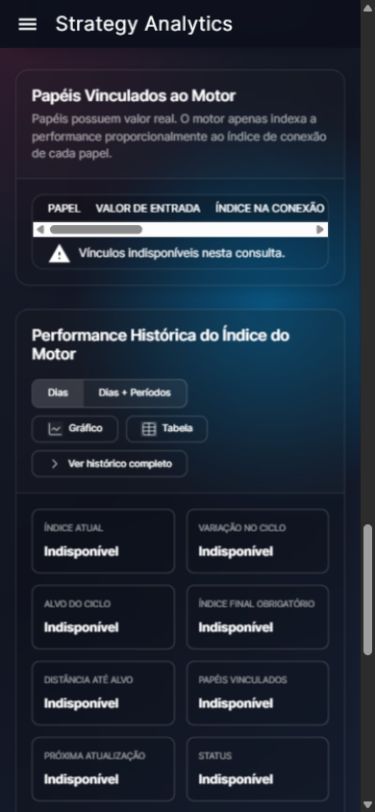 Strategy Analytics
Papéis Vinculados ao Motor
Papéis possuem valor real. O motor apenas indexa a
performance proporcionalmente ao índice de conexão
de cada papel.
PAPEL VALOR DE ENTRADA ÍNDICE NA CONEXÃO
Vínculos indisponíveis nesta consulta.
Performance Histórica do Índice do
Motor
Dias Dias + Períodos
Gráfico Tabela
Ver histórico completo
ÍNDICE ATUAL VARIAÇÃO NO CICLO
Indisponível Indisponível
ALVO DO CICLO ÍNDICE FINAL OBRIGATÓRIO
Indisponível Indisponível
DISTÂNCIA ATÉ ALVO PAPÉIS VINCULADOS
Indisponível Indisponível
PRÓXIMA ATUALIZAÇÃO STATUS
Indisponível Indisponível